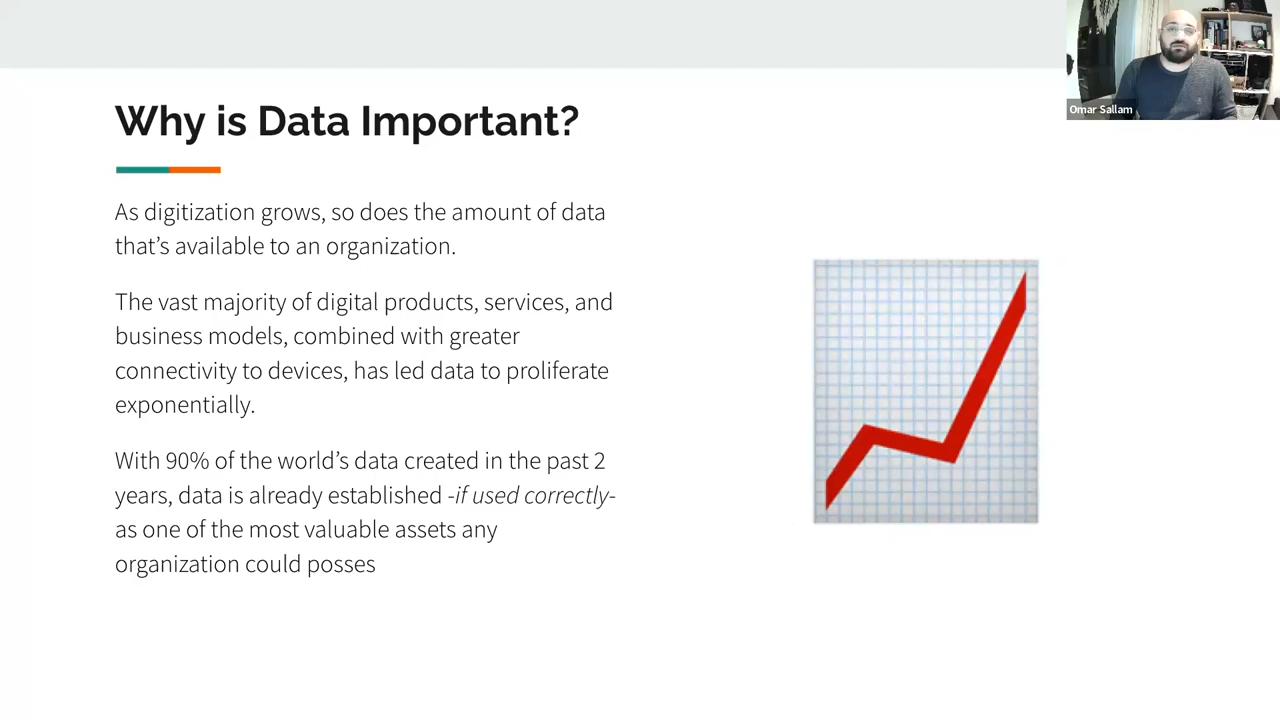 Why is Data Important?
As digitization grows, so does the amount of data
that’s available to an organization.
The vast majority of digital products, services, and
business models, combined with greater
connectivity to devices, has led data to proliferate
exponentially.
With 90% of the world’s data created in the past 2
years, data is already established -if used correctly-
as one of the most valuable assets any
organization could posses
Omar Sallam